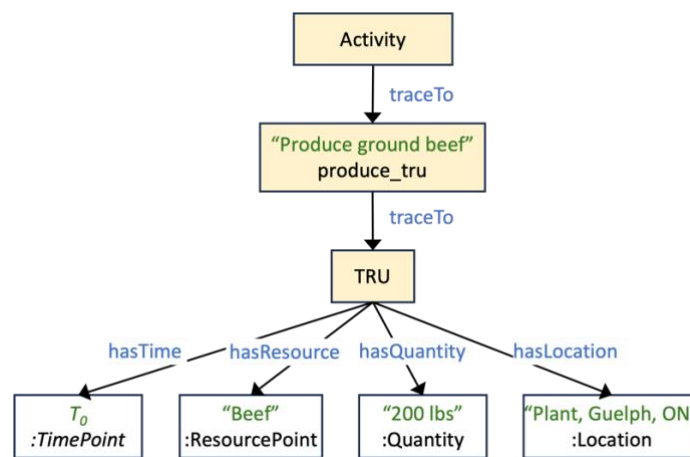 Activity
traceTo
“Produce ground beef”
produce_tru
traceTo
TRU
hasTime hasResource hasQuantity hasLocation
T₀ “Beef” “200 lbs” “Plant, Guelph, ON
:TimePoint :ResourcePoint :Quantity :Location